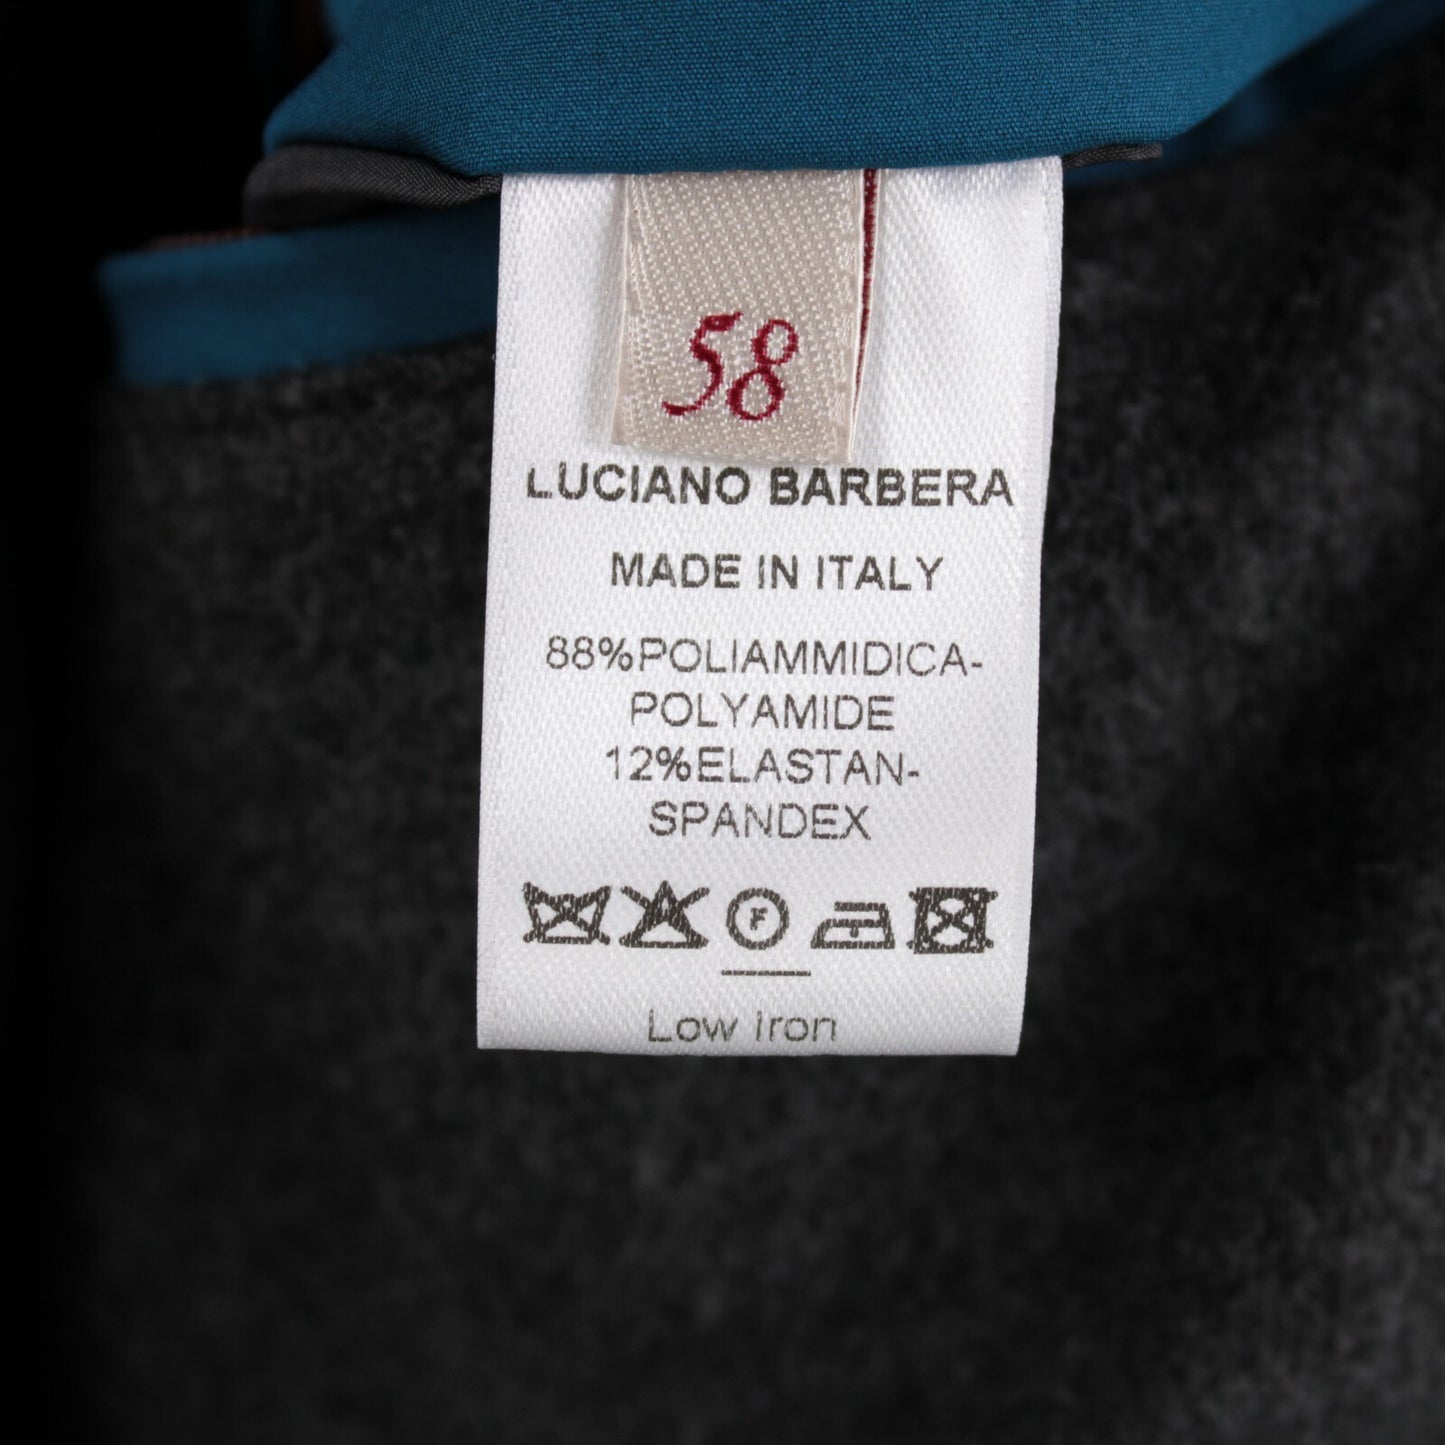 58
LUCIANO BARBERA
MADE IN ITALY
88%POLIAMMIDICA-
POLYAMIDE
12%ELASTAN-
SPANDEX
F
Low Iron